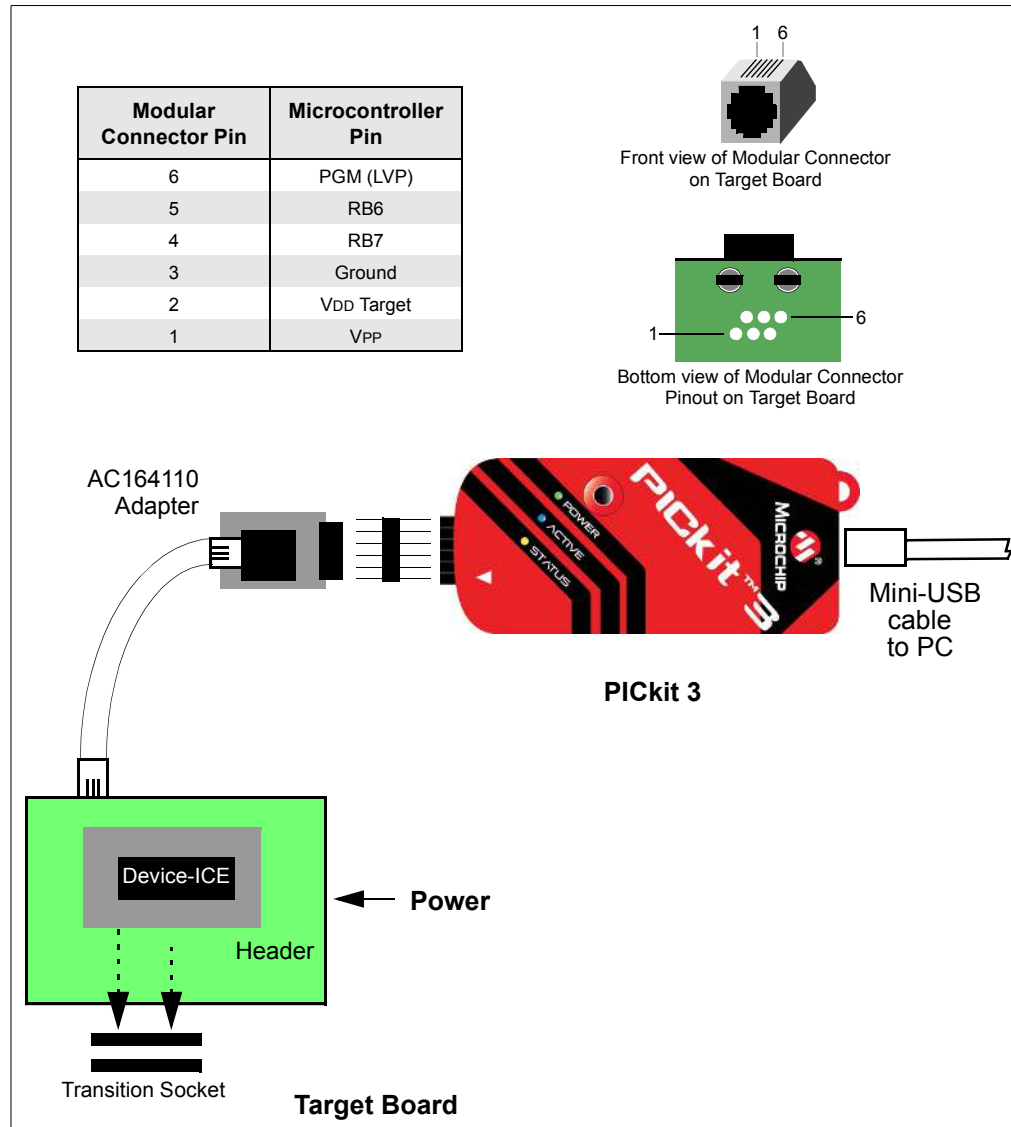 1 6
Modular Connector Pin Microcontroller Pin
6 PGM (LVP)
5 RB6
4 RB7
3 Ground
2 VDD Target
1 VPP
Front view of Modular Connector
on Target Board
6
1
Bottom view of Modular Connector
Pinout on Target Board
AC164110
Adapter
POWER
ACTIVE
STATUS
PICkit™ 3
MICROCHIP
®
Mini-USB
cable
to PC
PICkit 3
Device-ICE
Power
Header
Transition Socket
Target Board